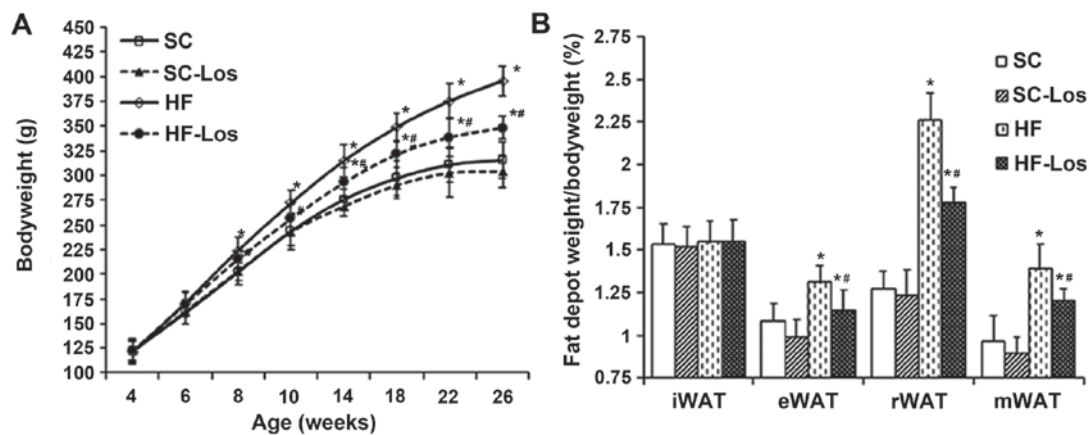 A
B
SC
SC-Los
HF
HF-Los
Bodyweight (g)
450
425
400
375
350
325
300
275
250
225
200
175
150
125
100
4 6 8 10 14 18 22 26
Age (weeks)
* * * * * * *
*# *# *# *#
#
Fat depot weight/bodyweight (%)
2.75
2.5
2.25
2
1.75
1.5
1.25
1
0.75
SC
SC-Los
HF
HF-Los
* *# * *# * *#
iWAT eWAT rWAT mWAT